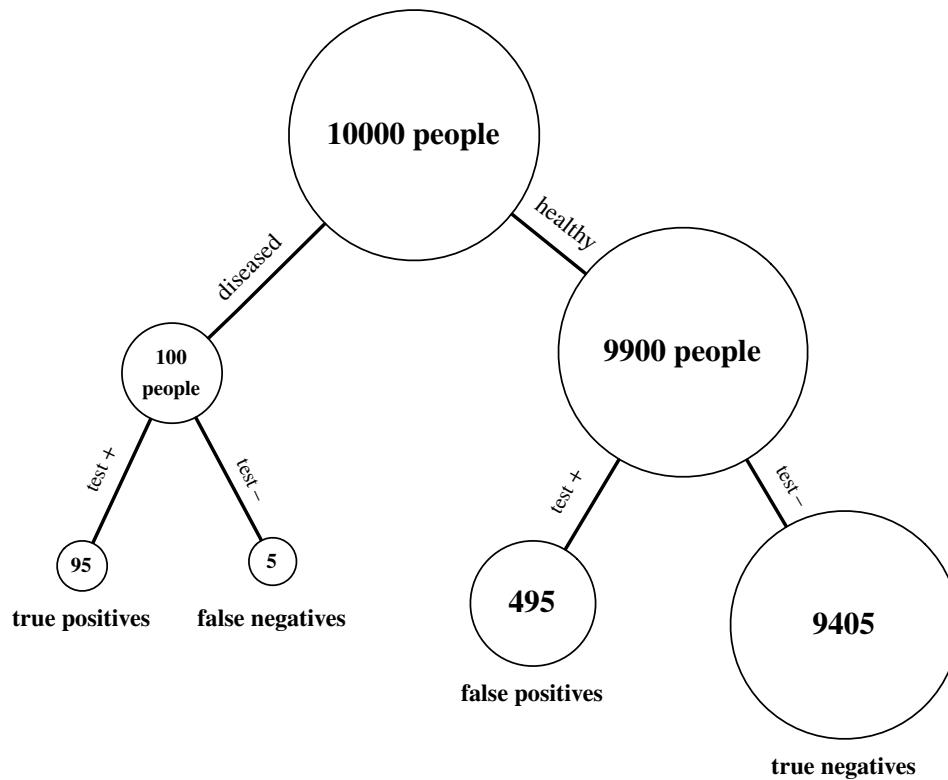 10000 people
diseased
healthy
100
people
9900 people
test +
test –
test +
test –
95
5
495
9405
true positives
false negatives
false positives
true negatives